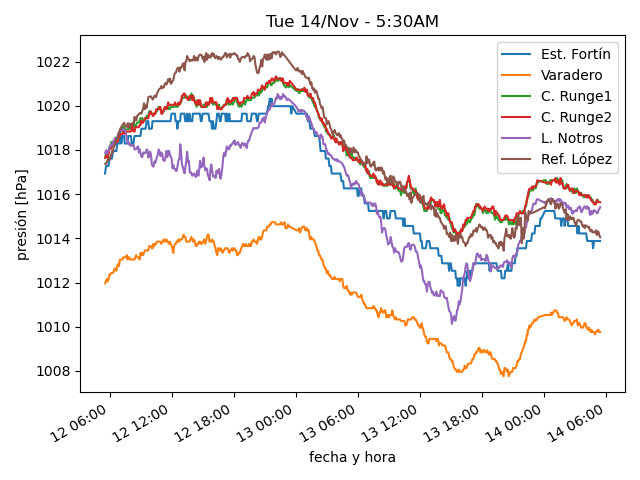 Tue 14/Nov - 5:30AM
presión [hPa]
1022
1020
1018
1016
1014
1012
1010
1008
Est. Fortín
Varadero
C. Runge1
C. Runge2
L. Notros
Ref. López
12 06:00
12 12:00
12 18:00
13 00:00
13 06:00
13 12:00
13 18:00
14 00:00
14 06:00
fecha y hora